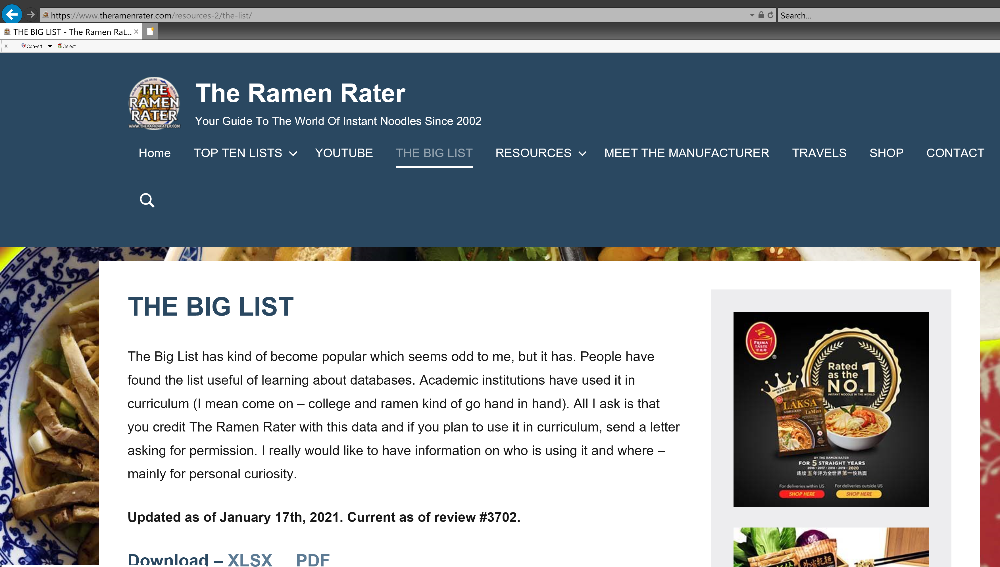 https://www.theramenrater.com/resources-2/the-list/
Search...
THE BIG LIST - The Ramen Rat...
x Convert Select
THE
RAMEN
RATER
WWW.THERAMENRATER.COM
The Ramen Rater
Your Guide To The World Of Instant Noodles Since 2002
Home TOP TEN LISTS YOUTUBE THE BIG LIST RESOURCES MEET THE MANUFACTURER TRAVELS SHOP CONTACT
THE BIG LIST
The Big List has kind of become popular which seems odd to me, but it has. People have
found the list useful of learning about databases. Academic institutions have used it in
curriculum (I mean come on – college and ramen kind of go hand in hand). All I ask is that
you credit The Ramen Rater with this data and if you plan to use it in curriculum, send a letter
asking for permission. I really would like to have information on who is using it and where –
mainly for personal curiosity.
Updated as of January 17th, 2021. Current as of review #3702.
Download – XLSX PDF
PRIMA
TASTE
®
Rated
as the
NO.1
INSTANT NOODLE IN THE WORLD
LAKSA
LaMian
BY THE RAMEN RATER
FOR 5 STRAIGHT YEARS
2016 • 2017 • 2018 • 2019 • 2020
连续五年评为全世界第一快熟面
For deliveries within US For deliveries outside US
SHOP HERE SHOP HERE